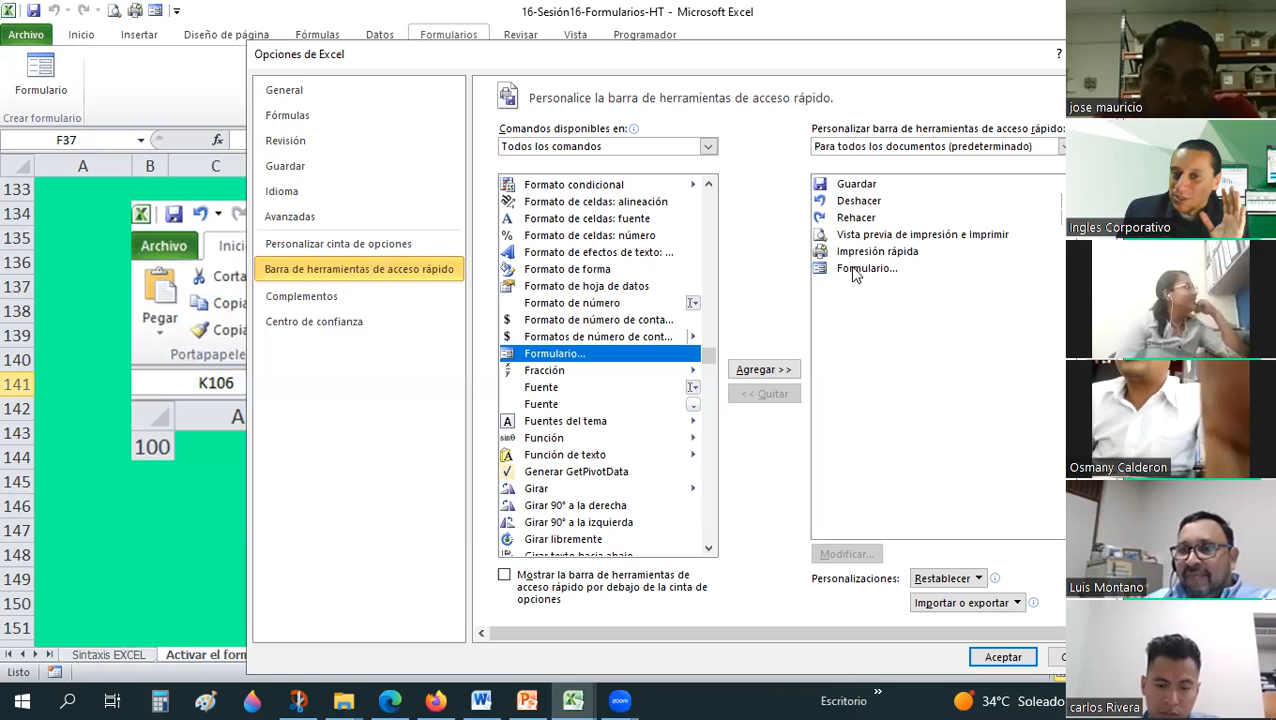 16-Sesión16-Formularios-HT - Microsoft Excel
Archivo Inicio Insertar Diseño de página Fórmulas Datos Formularios Revisar Vista Programador
Formulario
Crear formulario
F37
fx
A B C
133
134
135
136
137
138
139
140
141
142
143
144
145
146
147
148
149
150
151
Archivo
Pegar
Portapapele
K106
A
100
Sintaxis EXCEL
Listo
Opciones de Excel
?
General
Fórmulas
Revisión
Guardar
Idioma
Avanzadas
Personalizar cinta de opciones
Barra de herramientas de acceso rápido
Complementos
Centro de confianza
Personalice la barra de herramientas de acceso rápido.
Comandos disponibles en:
Todos los comandos
Formato condicional
Formato de celdas: alineación
Formato de celdas: fuente
Formato de celdas: número
Formato de efectos de texto: ...
Formato de forma
Formato de hoja de datos
Formato de número
Formato de número de conta...
Formatos de número de cont...
Formulario...
Fracción
Fuente
Fuente
Fuentes del tema
Función
Función de texto
Generar GetPivotData
Girar
Girar 90° a la derecha
Girar 90° a la izquierda
Girar libremente
Girar texto hacia abajo
Mostrar la barra de herramientas de
acceso rápido por debajo de la cinta de
opciones
Agregar >>
<< Quitar
Personalizar barra de herramientas de acceso rápido:
Para todos los documentos (predeterminado)
Guardar
Deshacer
Rehacer
Vista previa de impresión e Imprimir
Impresión rápida
Formulario...
Modificar...
Personalizaciones:
Restablecer
Importar o exportar
Aceptar
jose mauricio
Ingles Corporativo
Osmany Calderon
Luis Montano
carlos Rivera
Escritorio
34°C Soleado